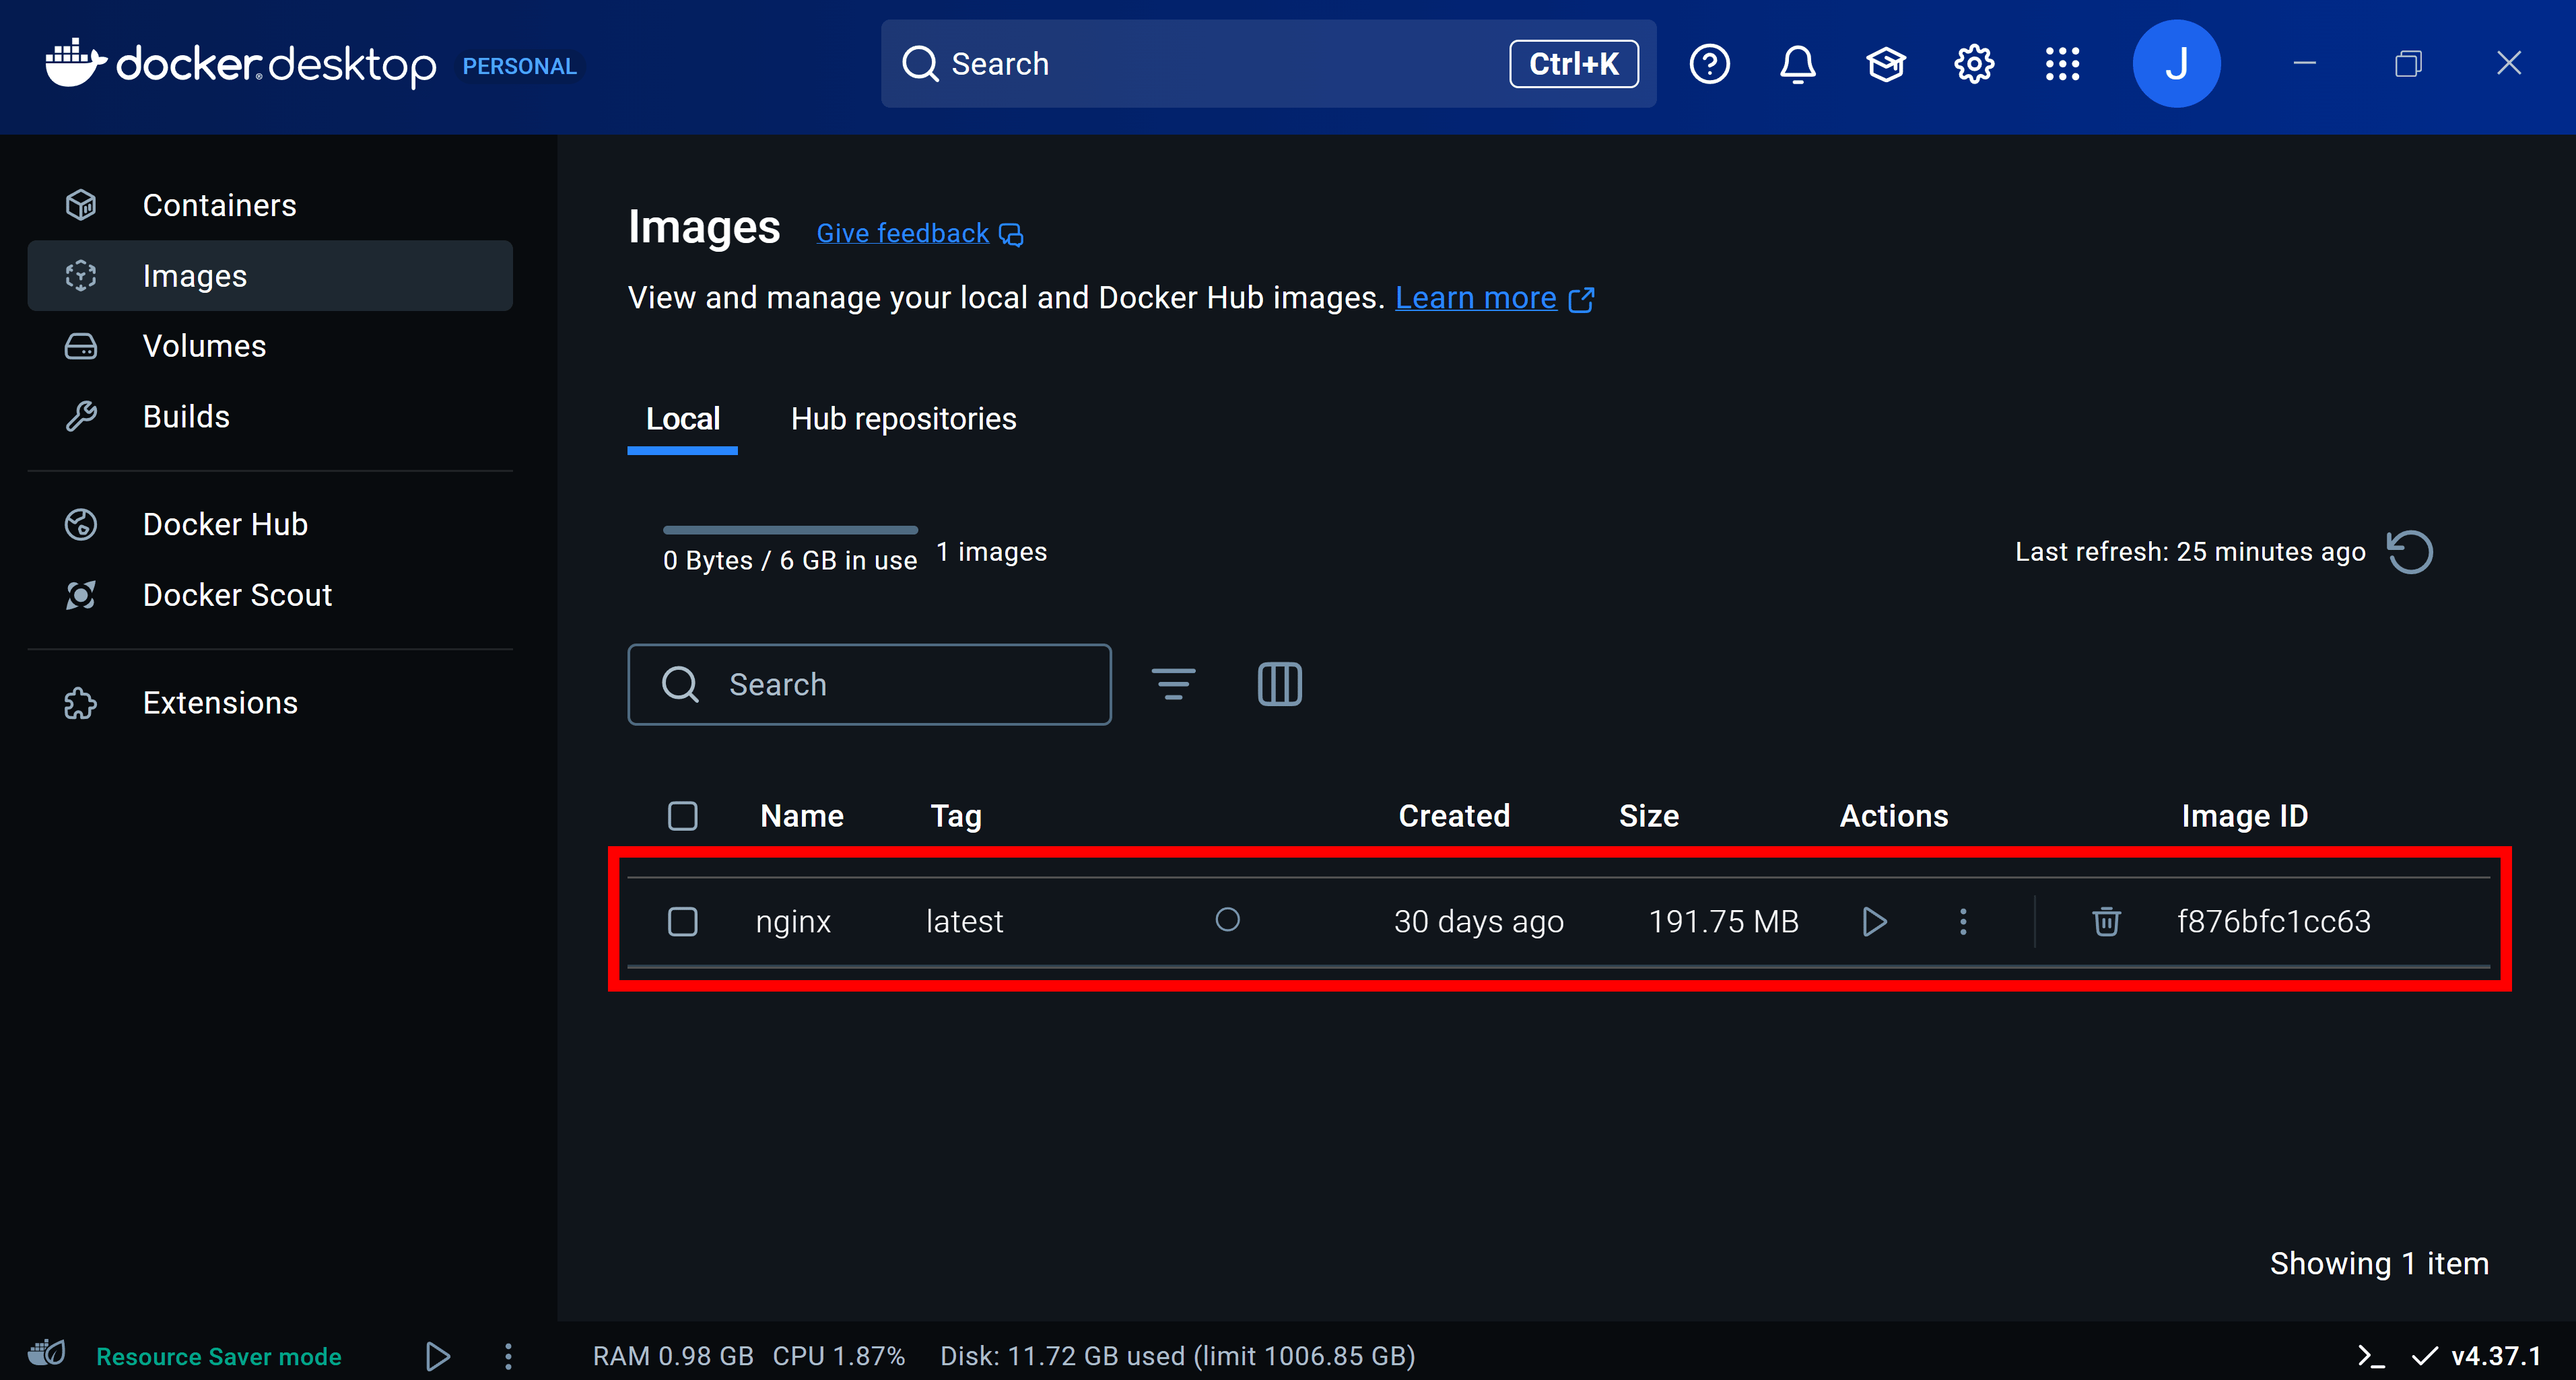 docker desktop PERSONAL
Search Ctrl+K
J
Containers
Images
Volumes
Builds
Docker Hub
Docker Scout
Extensions
Images Give feedback
View and manage your local and Docker Hub images. Learn more
Local Hub repositories
0 Bytes / 6 GB in use 1 images
Last refresh: 25 minutes ago
Search
Name Tag Created Size Actions Image ID
nginx latest 30 days ago 191.75 MB f876bfc1cc63
Showing 1 item
Resource Saver mode
RAM 0.98 GB CPU 1.87% Disk: 11.72 GB used (limit 1006.85 GB)
v4.37.1